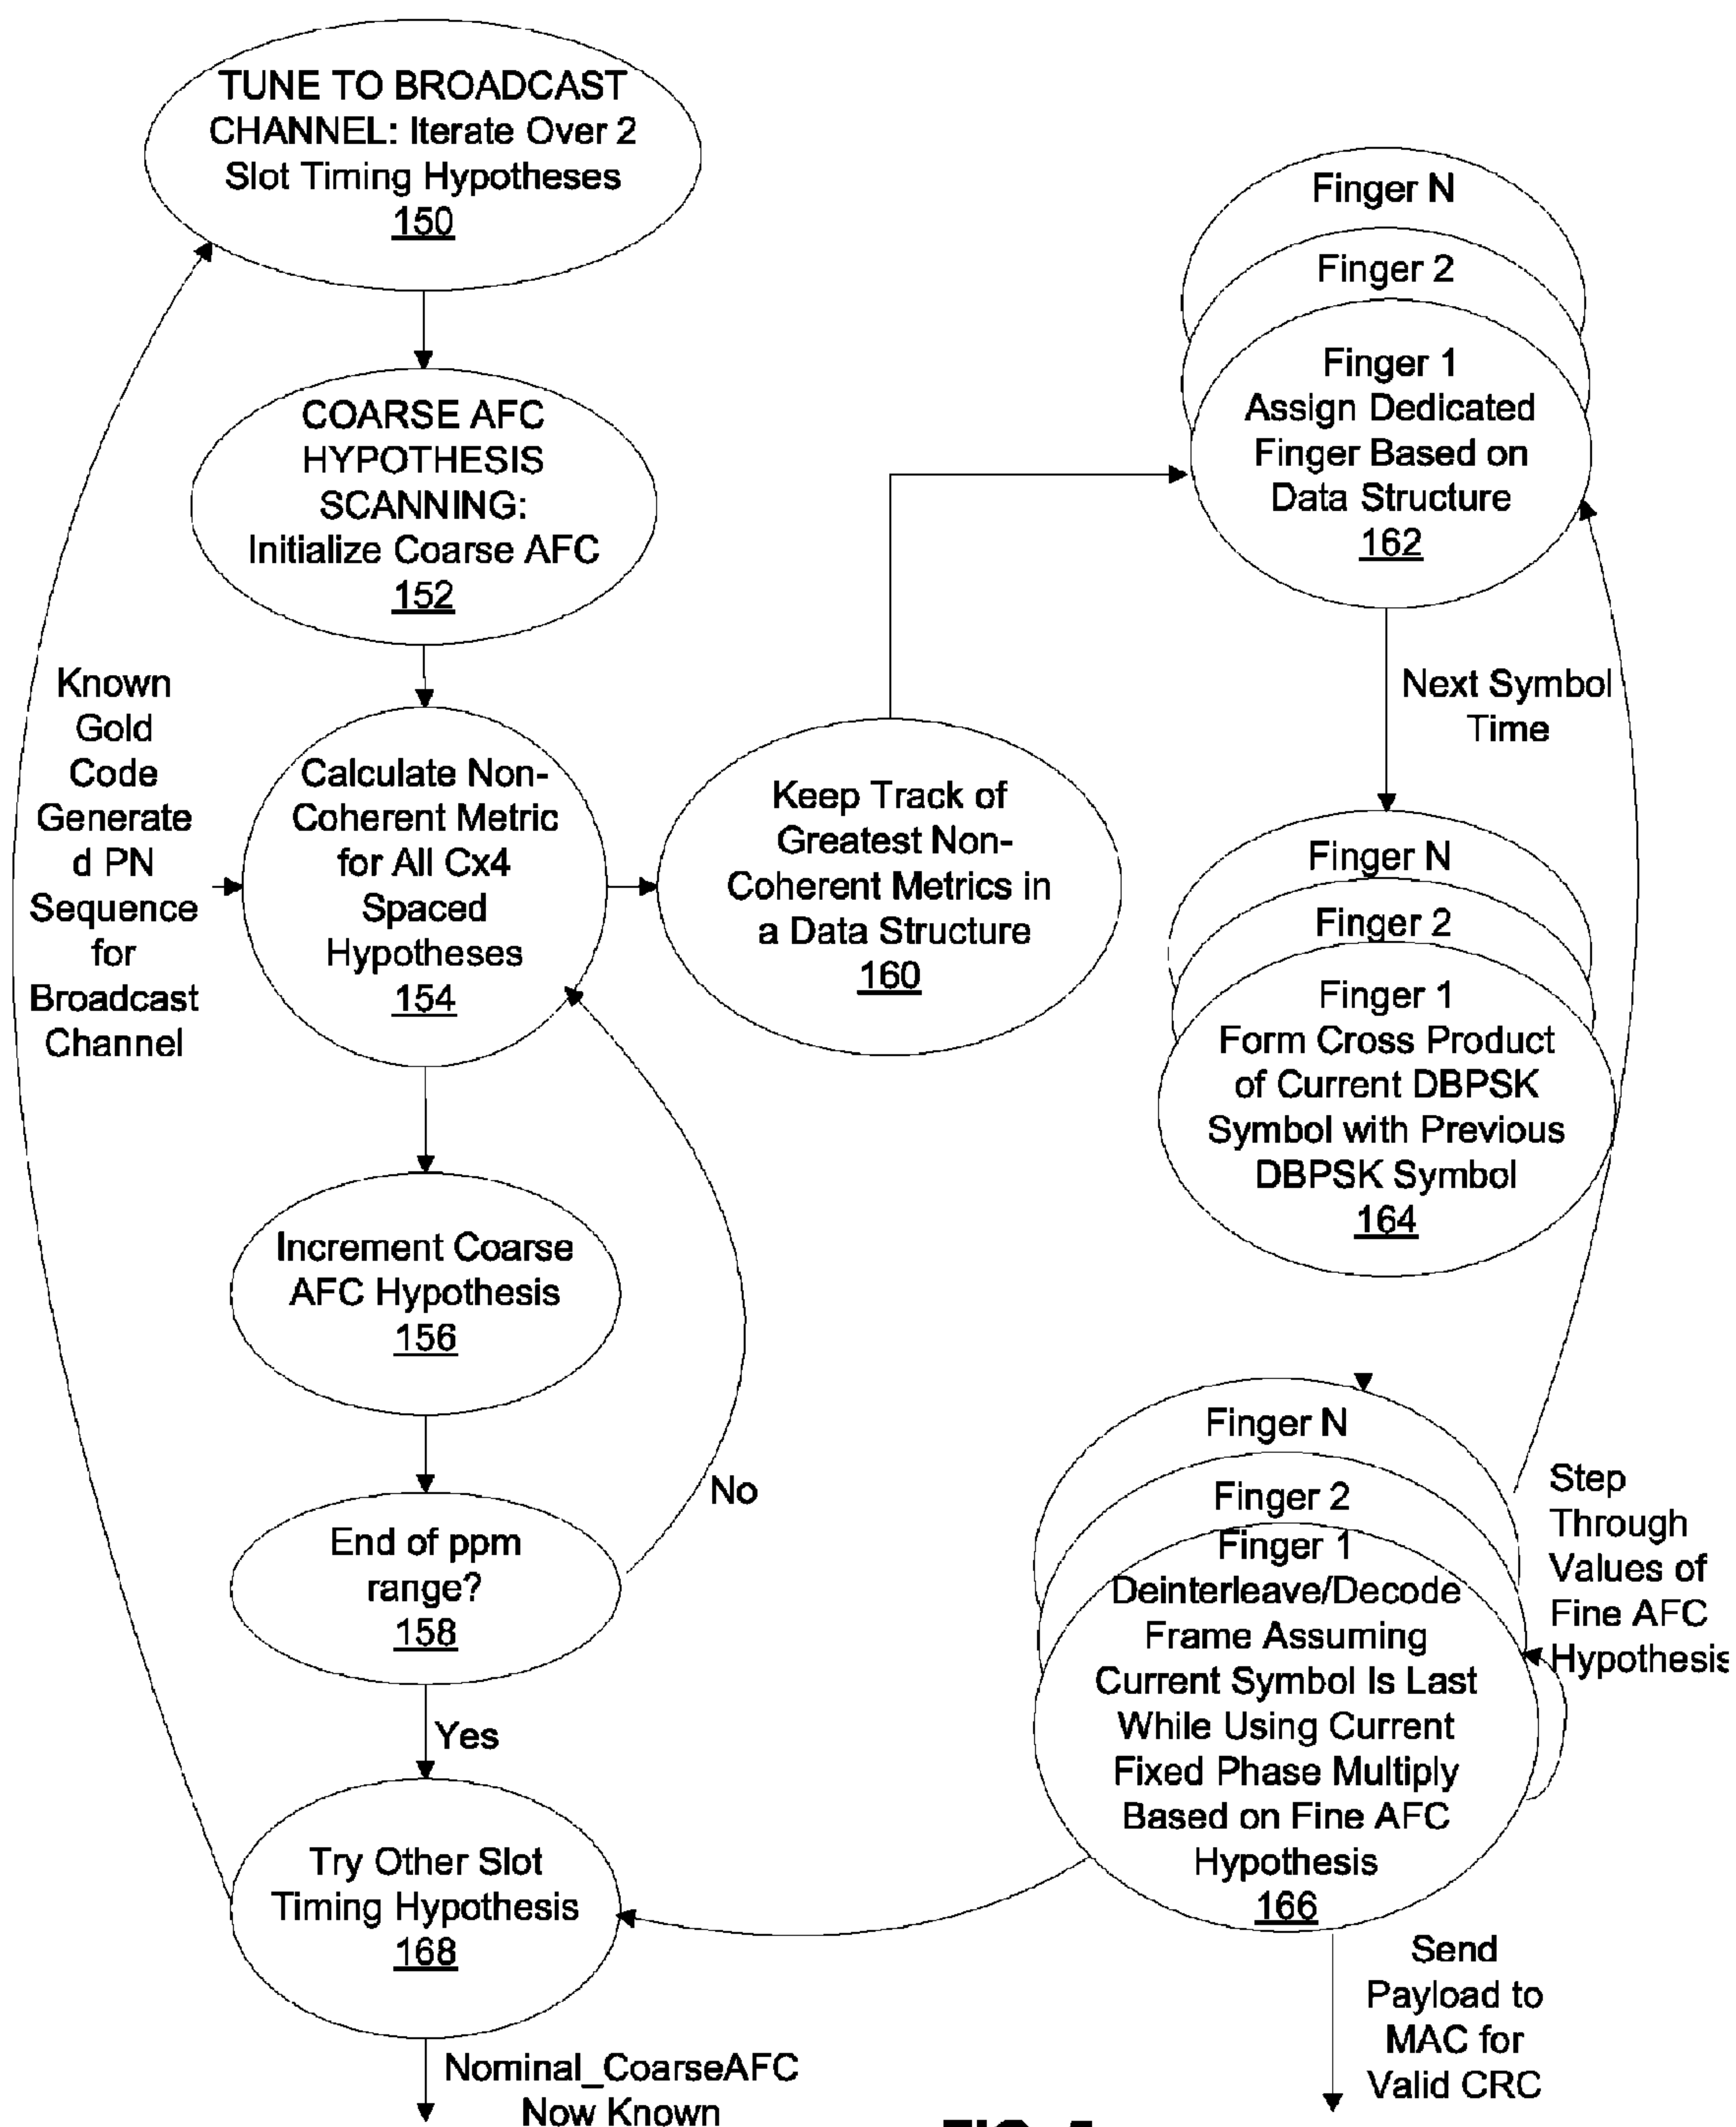 TUNE TO BROADCAST
CHANNEL: Iterate Over 2
Slot Timing Hypotheses
150
COARSE AFC
HYPOTHESIS
SCANNING:
Initialize Coarse AFC
152
Known
Gold
Code
Generate
d PN
Sequence
for
Broadcast
Channel
Calculate Non-
Coherent Metric
for All Cx4
Spaced
Hypotheses
154
Keep Track of
Greatest Non-
Coherent Metrics in
a Data Structure
160
Increment Coarse
AFC Hypothesis
156
No
End of ppm
range?
158
Yes
Try Other Slot
Timing Hypothesis
168
Nominal_CoarseAFC
Now Known
Finger N
Finger 2
Finger 1
Assign Dedicated
Finger Based on
Data Structure
162
Next Symbol
Time
Finger N
Finger 2
Finger 1
Form Cross Product
of Current DBPSK
Symbol with Previous
DBPSK Symbol
164
Finger N
Finger 2
Finger 1
Deinterleave/Decode
Frame Assuming
Current Symbol Is Last
While Using Current
Fixed Phase Multiply
Based on Fine AFC
Hypothesis
166
Step
Through
Values of
Fine AFC
Hypothesis
Send
Payload to
MAC for
Valid CRC